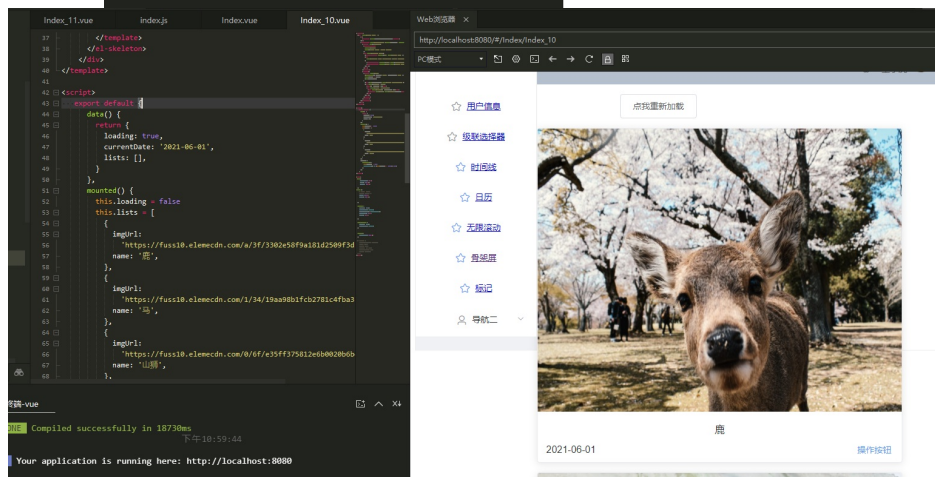 Index_11.vue index.js Index.vue Index_10.vue
37 </template>
38 </el-skeleton>
39 </div>
40 </template>
41
42 <script>
43 export default {
44 data() {
45 return {
46 loading: true,
47 currentDate: '2021-06-01',
48 lists: [],
49 }
50 },
51 mounted() {
52 this.loading = false
53 this.lists = [
54 {
55 imgUrl:
56 'https://fuss10.elemecdn.com/a/3f/3302e58f9a181d2509f3d
57 name: '鹿',
58 },
59 {
60 imgUrl:
61 'https://fuss10.elemecdn.com/1/34/19aa98b1fcb2781c4fba3
62 name: '马',
63 },
64 {
65 imgUrl:
66 'https://fuss10.elemecdn.com/0/6f/e35ff375812e6b0020b6b
67 name: '山狮',
68 },
终端-vue
DONE Compiled successfully in 18730ms
下午10:59:44
Your application is running here: http://localhost:8080
Web浏览器
http://localhost:8080/#/Index/Index_10
PC模式
用户信息
级联选择器
时间线
日历
无限滚动
骨架屏
标记
导航二
点我重新加载
鹿
2021-06-01 操作按钮